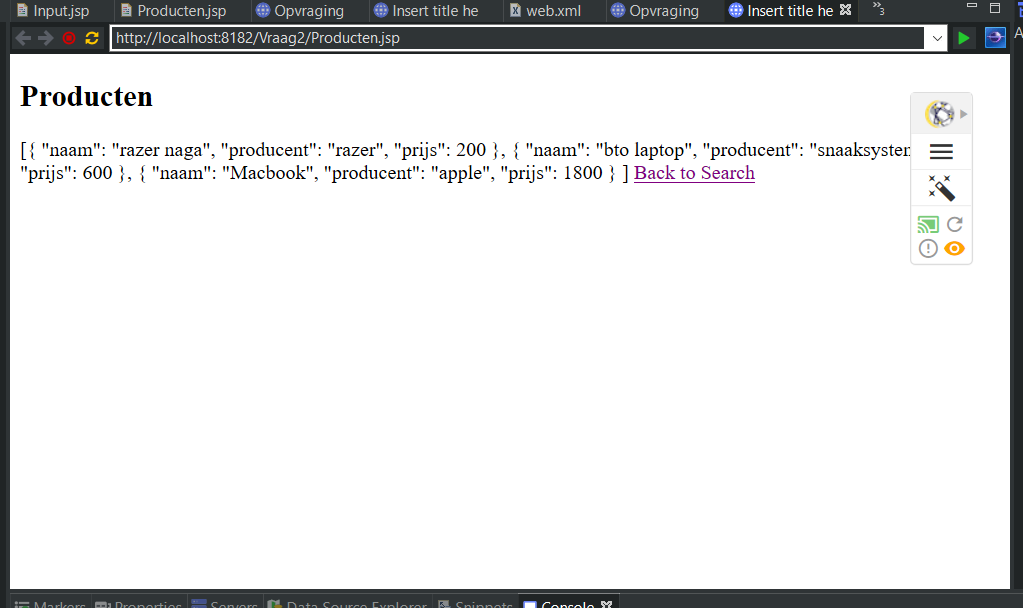 Input.jsp Producten.jsp Opvraging Insert title he web.xml Opvraging Insert title he 3
http://localhost:8182/Vraag2/Producten.jsp
Producten
[{ "naam": "razer naga", "producent": "razer", "prijs": 200 }, { "naam": "bto laptop", "producent": "snaaksysten
"prijs": 600 }, { "naam": "Macbook", "producent": "apple", "prijs": 1800 } ] Back to Search
Markers Properties Servers Data Source Explorer Snippets Console